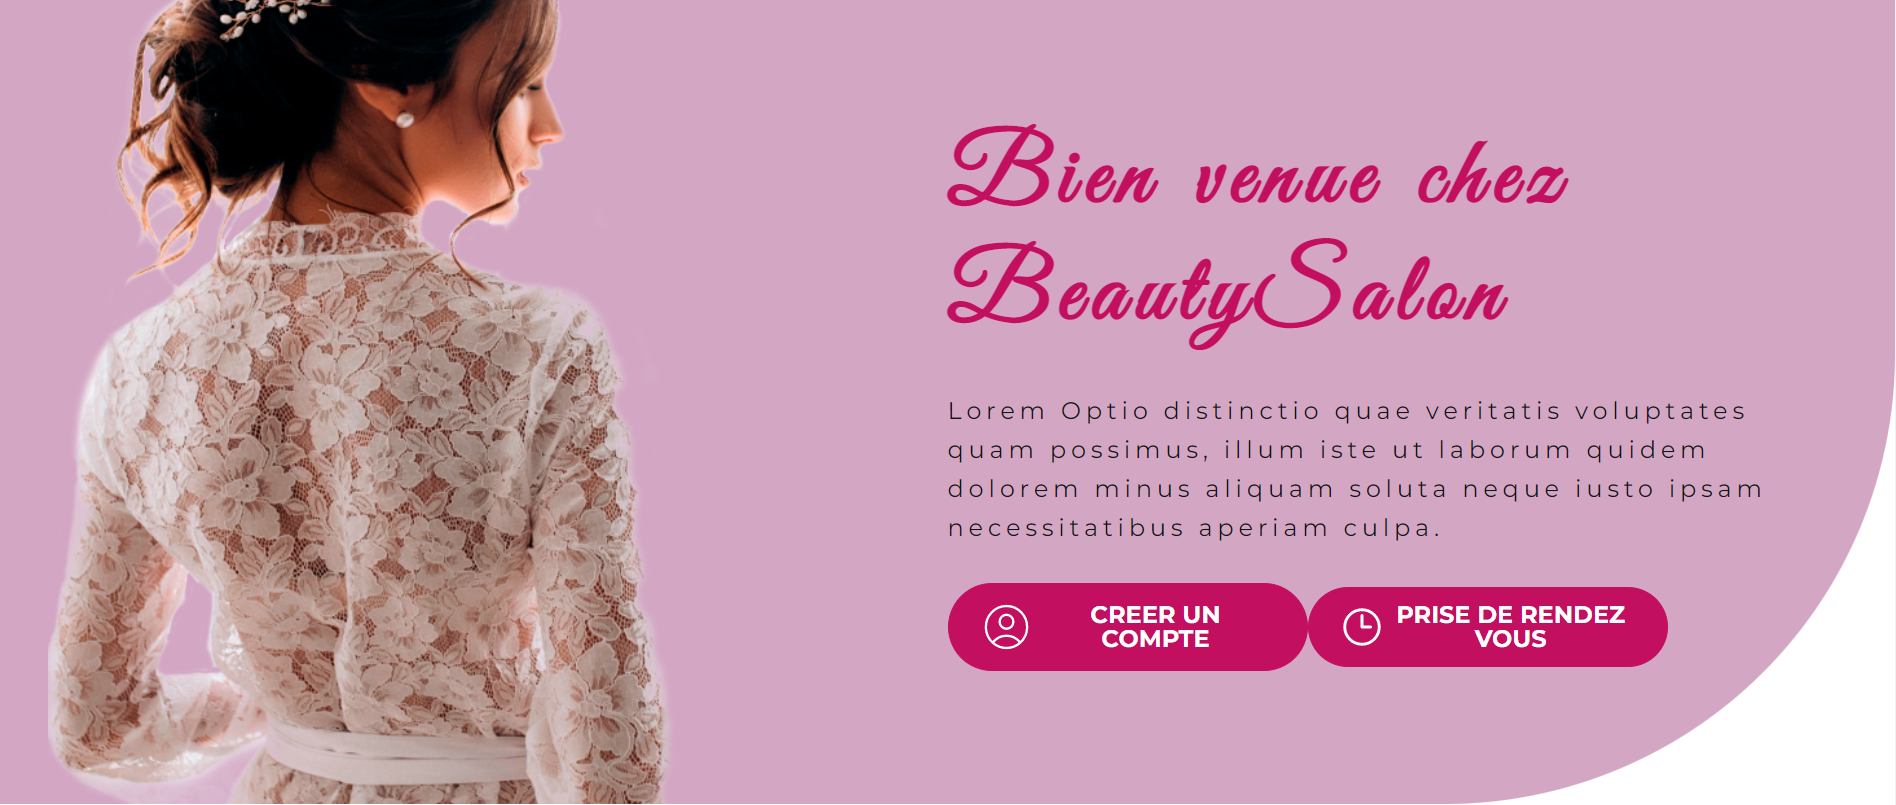 Bien venue chez
BeautySalon
Lorem Optio distinctio quae veritatis voluptates
quam possimus, illum iste ut laborum quidem
dolorem minus aliquam soluta neque iusto ipsam
necessitatibus aperiam culpa.
CREER UN
COMPTE
PRISE DE RENDEZ
VOUS